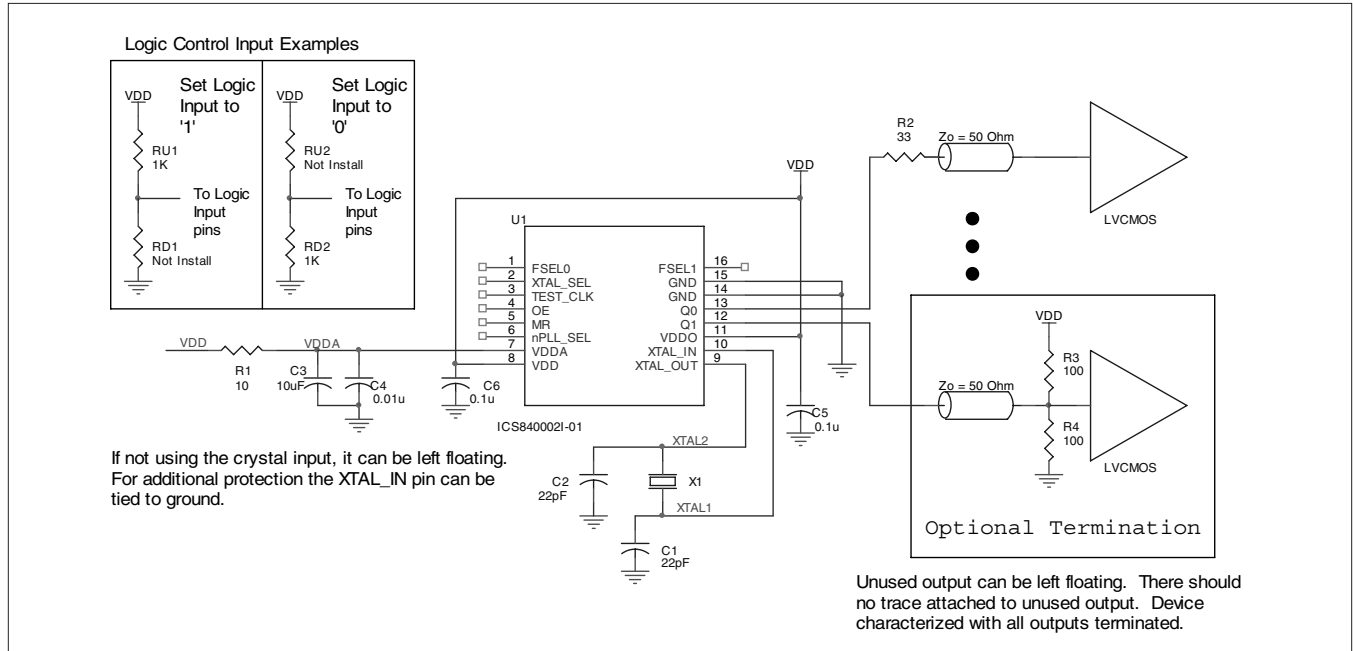 Logic Control Input Examples
Set Logic
Input to
'1'
VDD
RU1
1K
To Logic
Input
pins
RD1
Not Install
Set Logic
Input to
'0'
VDD
RU2
Not Install
To Logic
Input
pins
RD2
1K
VDD
R1
10
VDDA
C3
10uF
C4
0.01u
C6
0.1u
U1
1 FSEL0
2 XTAL_SEL
3 TEST_CLK
4 OE
5 MR
6 nPLL_SEL
7 VDDA
8 VDD
FSEL1 16
GND 15
GND 14
Q0 13
Q1 12
VDDO 11
XTAL_IN 10
XTAL_OUT 9
ICS840002I-01
VDD
C5
0.1u
XTAL2
C2
22pF
X1
XTAL1
C1
22pF
R2
33
Zo = 50 Ohm
LVCMOS
VDD
R3
100
Zo = 50 Ohm
R4
100
LVCMOS
Optional Termination
If not using the crystal input, it can be left floating.
For additional protection the XTAL_IN pin can be
tied to ground.
Unused output can be left floating. There should
no trace attached to unused output. Device
characterized with all outputs terminated.